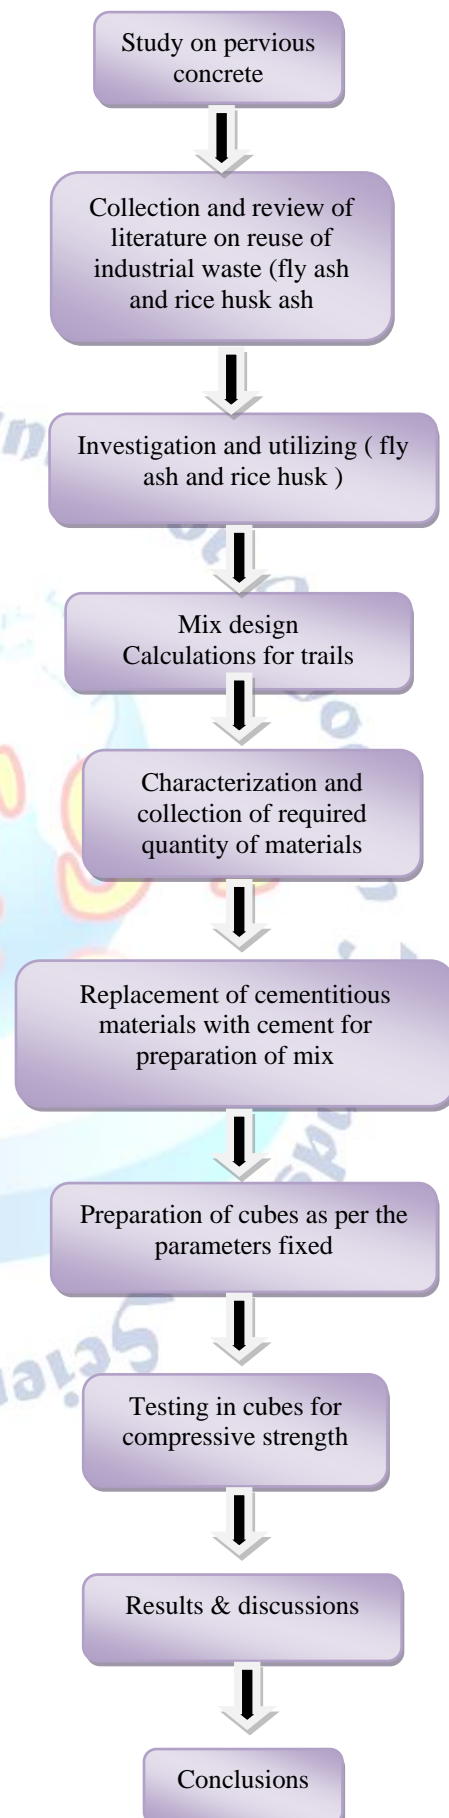 Study on pervious
concrete
Collection and review of
literature on reuse of
industrial waste (fly ash
and rice husk ash
Investigation and utilizing ( fly
ash and rice husk )
Mix design
Calculations for trails
Characterization and
collection of required
quantity of materials
Replacement of cementitious
materials with cement for
preparation of mix
Preparation of cubes as per the
parameters fixed
Testing in cubes for
compressive strength
Results & discussions
Conclusions